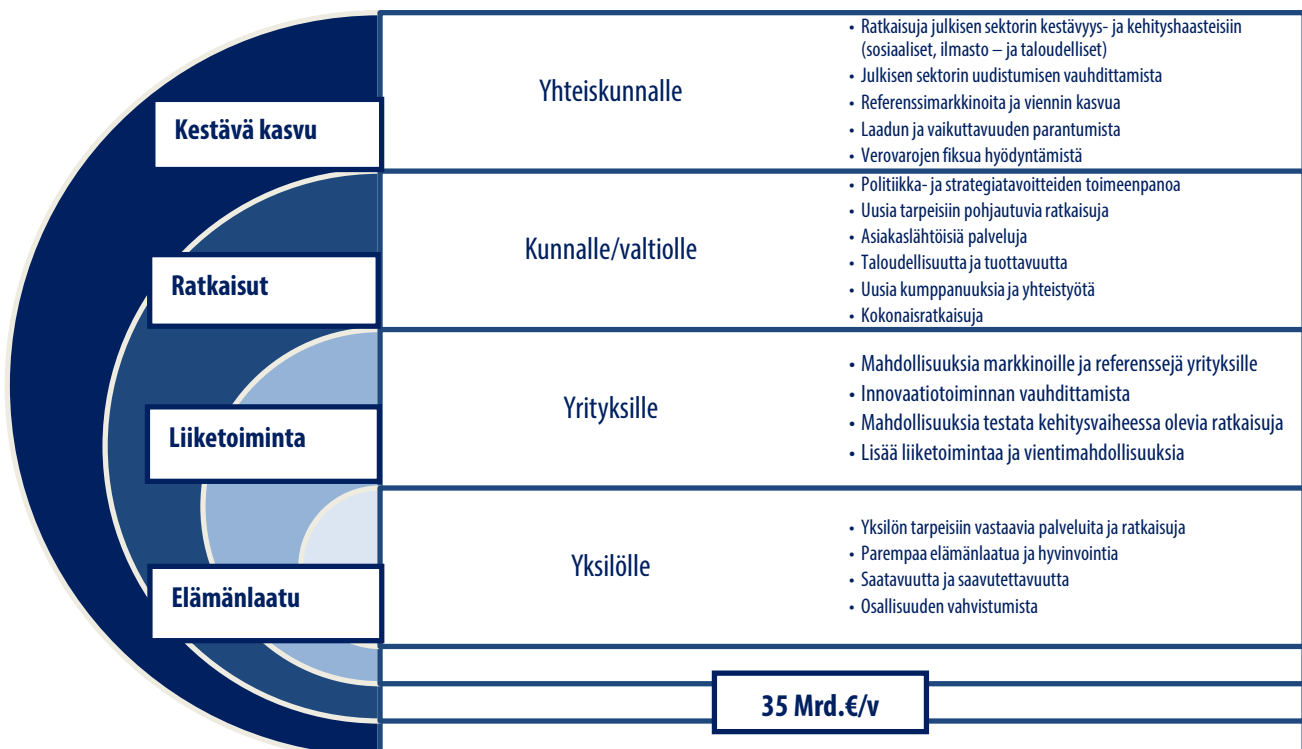 Kestävä kasvu
Yhteiskunnalle
• Ratkaisuja julkisen sektorin kestävyys- ja kehityshaasteisiin
(sosiaaliset, ilmasto – ja taloudelliset)
• Julkisen sektorin uudistumisen vauhdittamista
• Referenssimarkkinoita ja viennin kasvua
• Laadun ja vaikuttavuuden parantumista
• Verovarojen fiksua hyödyntämistä
Ratkaisut
Kunnalle/valtiolle
• Politiikka- ja strategiatavoitteiden toimeenpanoa
• Uusia tarpeisiin pohjautuvia ratkaisuja
• Asiakaslähtöisiä palveluja
• Taloudellisuutta ja tuottavuutta
• Uusia kumppanuuksia ja yhteistyötä
• Kokonaisratkaisuja
Liiketoiminta
Yrityksille
• Mahdollisuuksia markkinoille ja referenssejä yrityksille
• Innovaatiotoiminnan vauhdittamista
• Mahdollisuuksia testata kehitysvaiheessa olevia ratkaisuja
• Lisää liiketoimintaa ja vientimahdollisuuksia
Elämänlaatu
Yksilölle
• Yksilön tarpeisiin vastaavia palveluita ja ratkaisuja
• Parempaa elämänlaatua ja hyvinvointia
• Saatavuutta ja saavutettavuutta
• Osallisuuden vahvistumista
35 Mrd.€/v